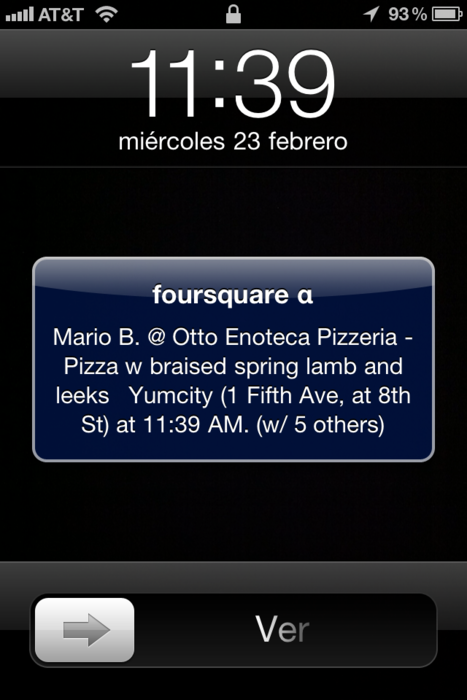 AT&T 93%
11:39
miércoles 23 febrero
foursquare α
Mario B. @ Otto Enoteca Pizzeria -
Pizza w braised spring lamb and
leeks   Yumcity (1 Fifth Ave, at 8th
St) at 11:39 AM. (w/ 5 others)
Ver